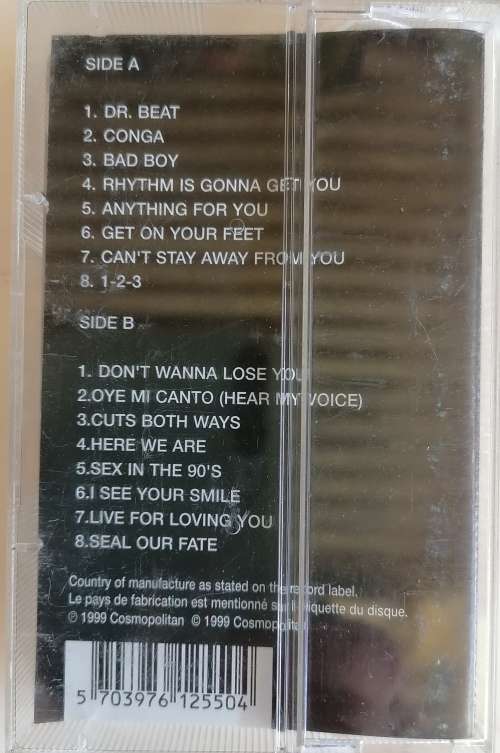 SIDE A
1. DR. BEAT
2. CONGA
3. BAD BOY
4. RHYTHM IS GONNA GET YOU
5. ANYTHING FOR YOU
6. GET ON YOUR FEET
7. CAN'T STAY AWAY FROM YOU
8. 1-2-3
SIDE B
1. DON'T WANNA LOSE YOU
2.OYE MI CANTO (HEAR MY VOICE)
3.CUTS BOTH WAYS
4.HERE WE ARE
5.SEX IN THE 90'S
6.I SEE YOUR SMILE
7.LIVE FOR LOVING YOU
8.SEAL OUR FATE
Country of manufacture as stated on the record label.
Le pays de fabrication est mentionné sur l'etiquette du disque.
℗ 1999 Cosmopolitan © 1999 Cosmopolitan
5 703976 125504